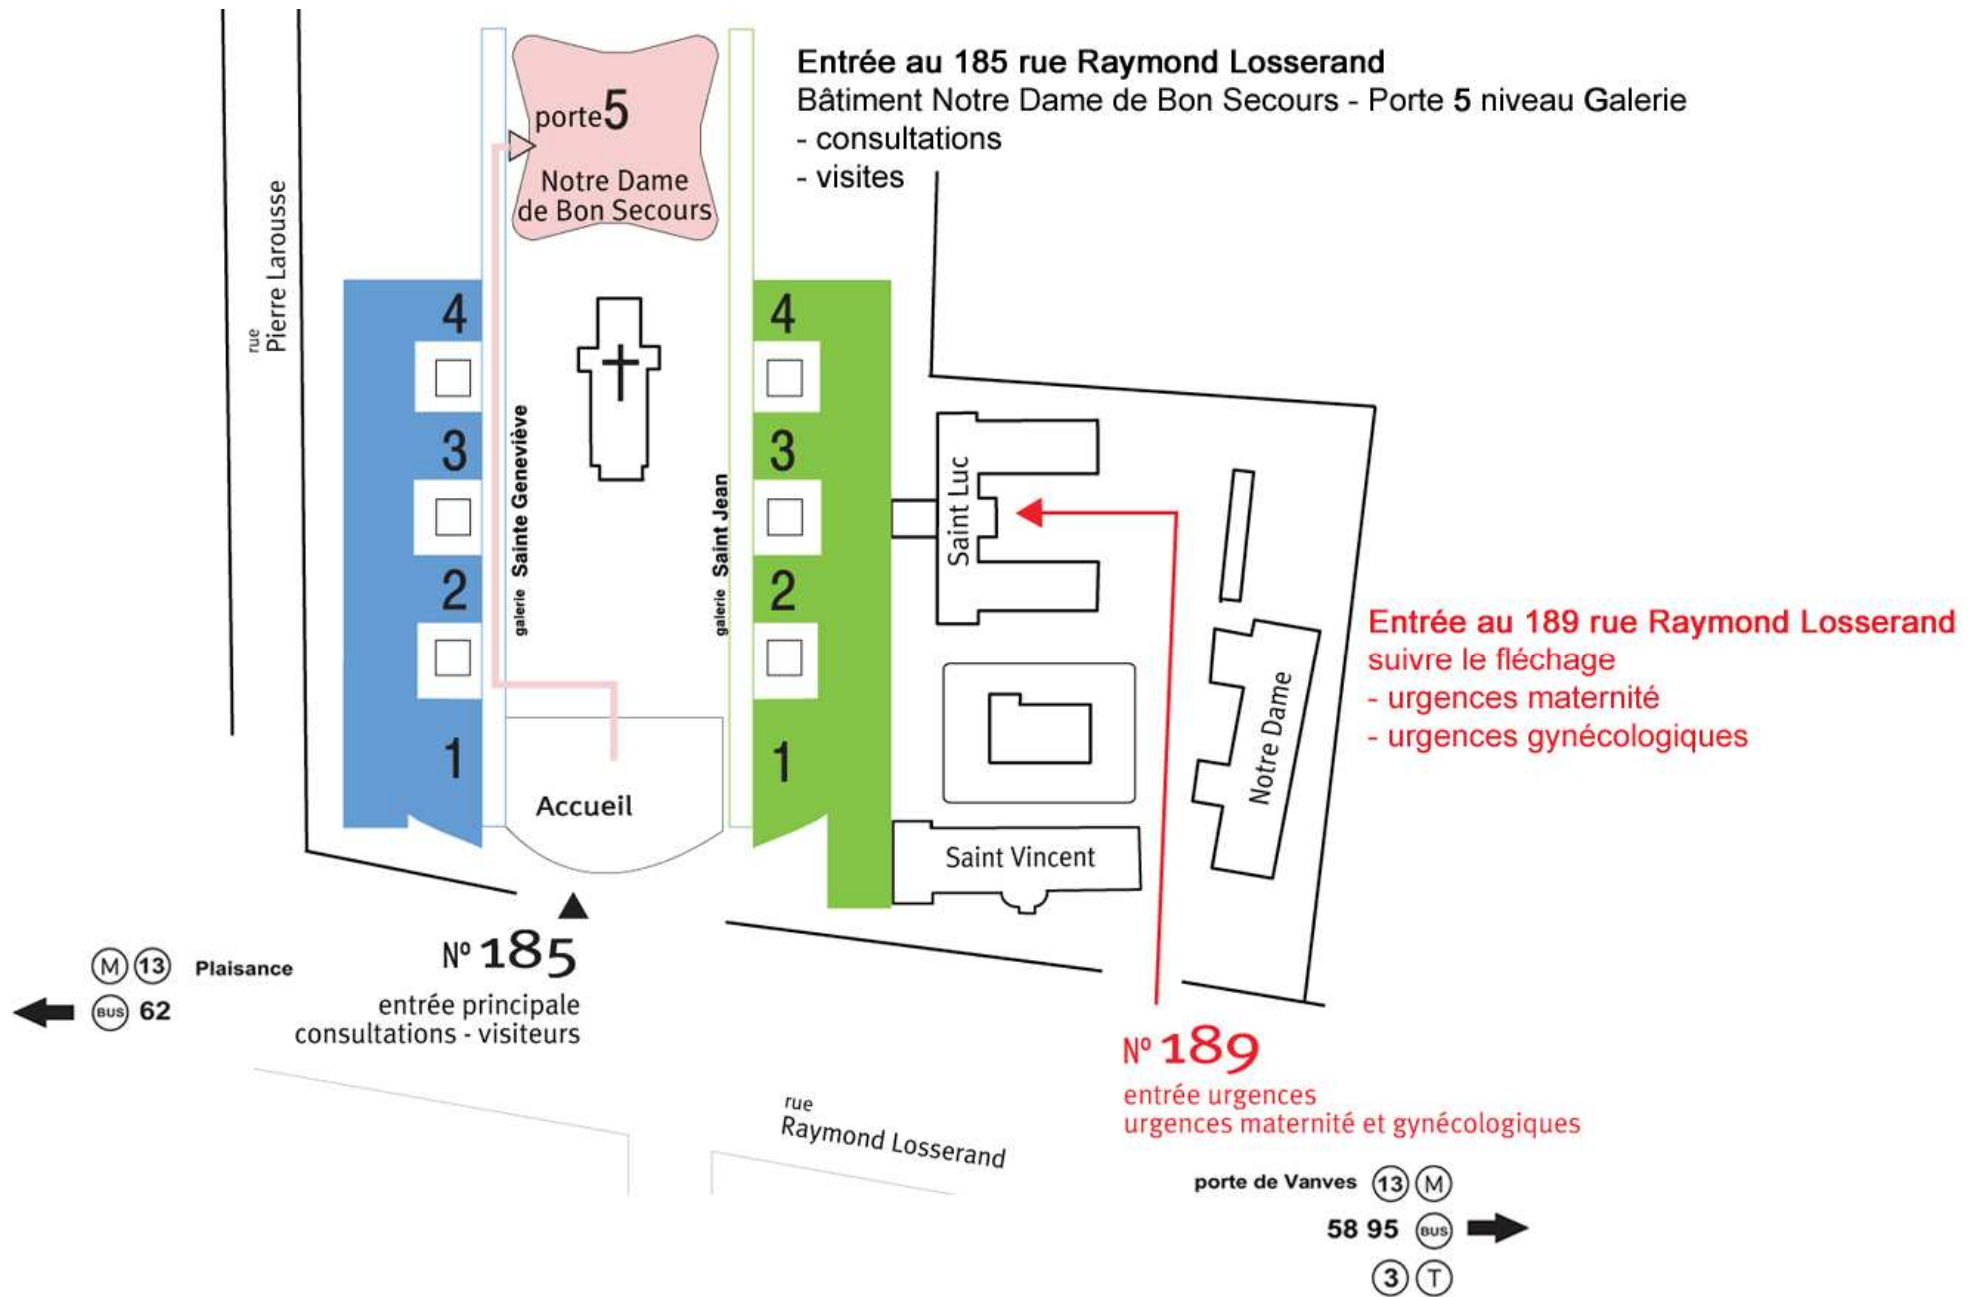 Entrée au 185 rue Raymond Losserand
Bâtiment Notre Dame de Bon Secours - Porte 5 niveau Galerie
- consultations
- visites
porte 5
Notre Dame
de Bon Secours
rue
Pierre Larousse
4
3
2
1
galerie Sainte Geneviève
galerie Saint Jean
4
3
2
1
Accueil
Saint Luc
Saint Vincent
Notre Dame
Entrée au 189 rue Raymond Losserand
suivre le fléchage
- urgences maternité
- urgences gynécologiques
M 13 Plaisance
BUS 62
Nº 185
entrée principale
consultations - visiteurs
rue
Raymond Losserand
Nº 189
entrée urgences
urgences maternité et gynécologiques
porte de Vanves 13 M
58 95 BUS
3 T